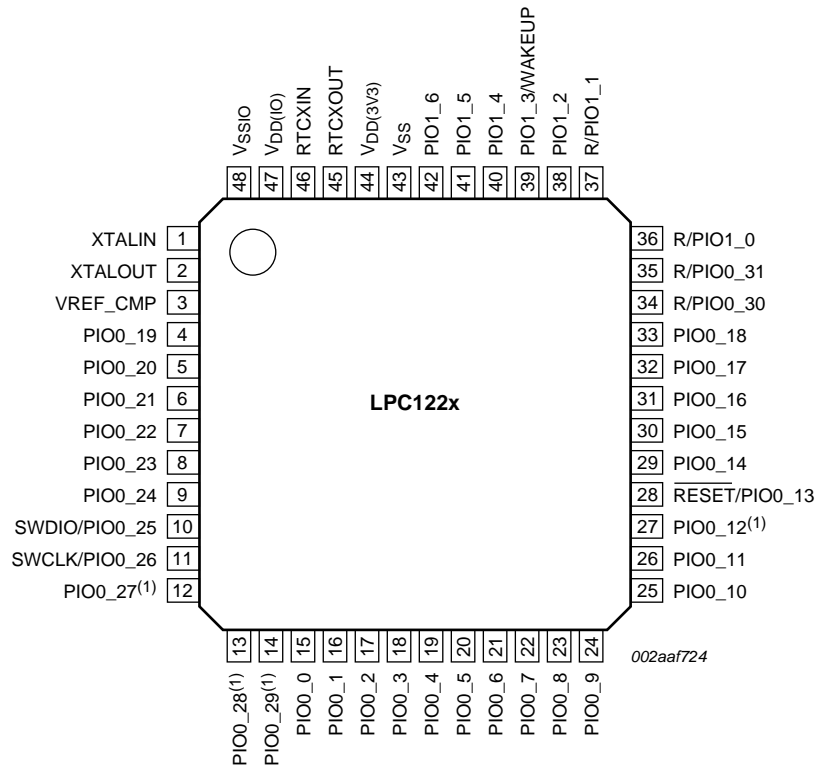 VSSIO
VDD(IO)
RTCXIN
RTCXOUT
VDD(3V3)
VSS
PIO1_6
PIO1_5
PIO1_4
PIO1_3/WAKEUP
PIO1_2
R/PIO1_1
48
47
46
45
44
43
42
41
40
39
38
37
XTALIN 1
XTALOUT 2
VREF_CMP 3
PIO0_19 4
PIO0_20 5
PIO0_21 6
PIO0_22 7
PIO0_23 8
PIO0_24 9
SWDIO/PIO0_25 10
SWCLK/PIO0_26 11
PIO0_27(1) 12
LPC122x
36 R/PIO1_0
35 R/PIO0_31
34 R/PIO0_30
33 PIO0_18
32 PIO0_17
31 PIO0_16
30 PIO0_15
29 PIO0_14
28 RESET/PIO0_13
27 PIO0_12(1)
26 PIO0_11
25 PIO0_10
13
14
15
16
17
18
19
20
21
22
23
24
PIO0_28(1)
PIO0_29(1)
PIO0_0
PIO0_1
PIO0_2
PIO0_3
PIO0_4
PIO0_5
PIO0_6
PIO0_7
PIO0_8
PIO0_9
002aaf724